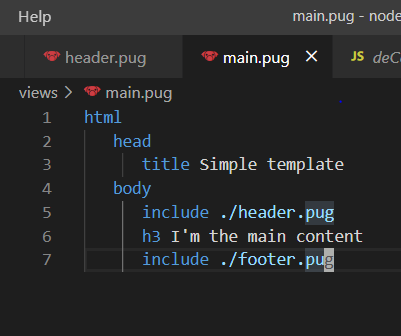 Help
main.pug - node
header.pug
main.pug ×
JS deCo
views > main.pug
1 html
2 head
3 title Simple template
4 body
5 include ./header.pug
6 h3 I'm the main content
7 include ./footer.pug